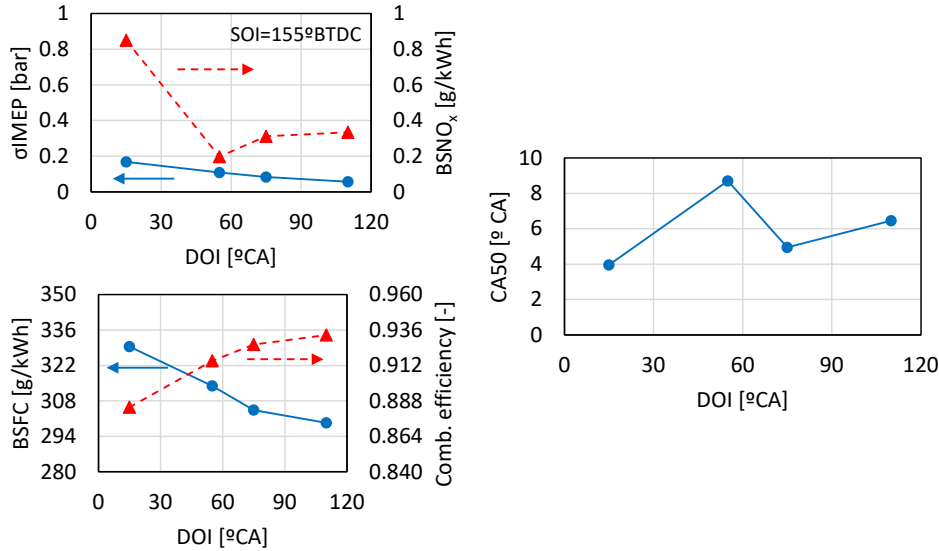 σIMEP [bar]
1
0.8
0.6
0.4
0.2
0
SOI=155ºBTDC
1
0.8
0.6
0.4
0.2
0
BSNOx [g/kWh]
0 30 60 90 120
DOI [ºCA]
BSFC [g/kWh]
350
336
322
308
294
280
0.960
0.936
0.912
0.888
0.864
0.840
Comb. efficiency [-]
0 30 60 90 120
DOI [ºCA]
CA50 [º CA]
10
8
6
4
2
0
0 30 60 90 120
DOI [ºCA]